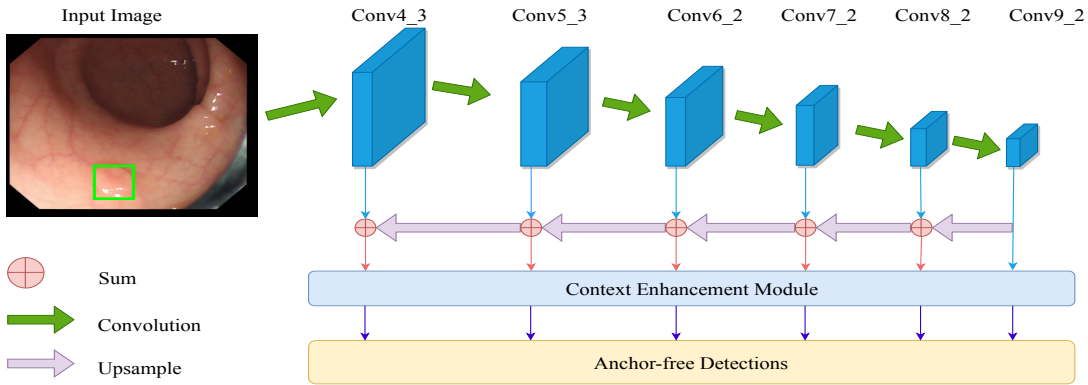 Input Image
Conv4_3
Conv5_3
Conv6_2
Conv7_2
Conv8_2
Conv9_2
Sum
Convolution
Upsample
Context Enhancement Module
Anchor-free Detections